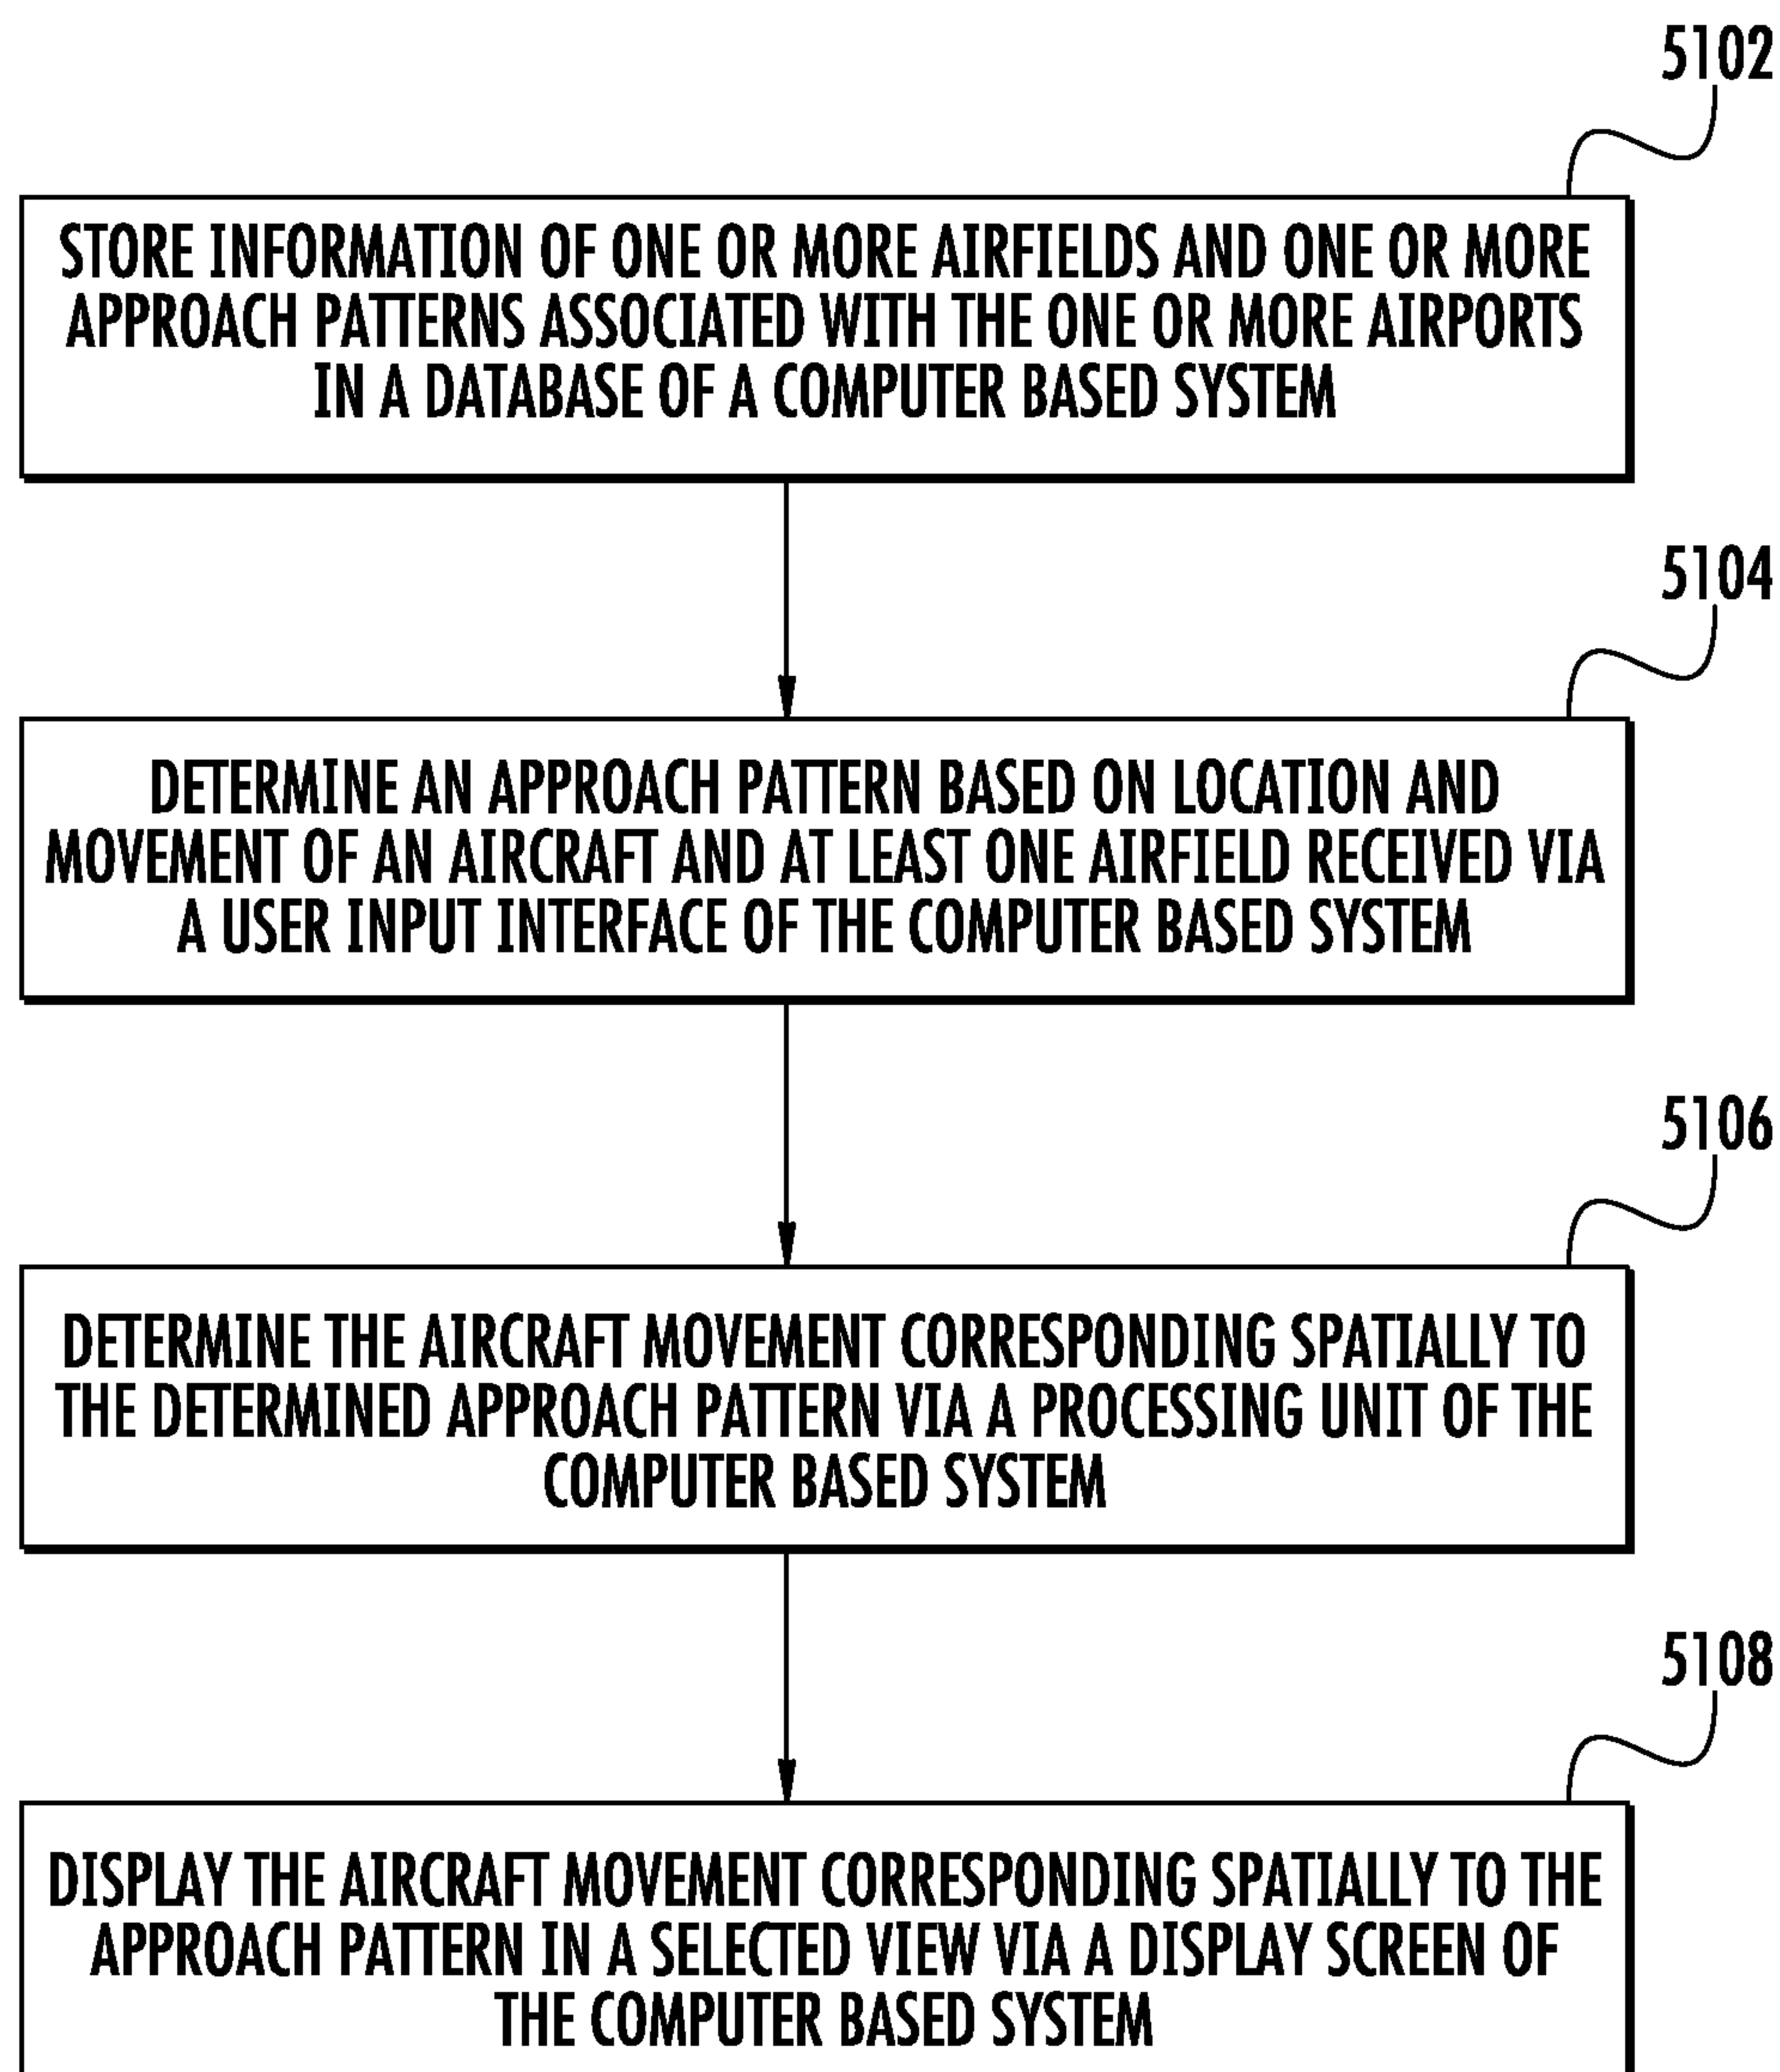 5102
STORE INFORMATION OF ONE OR MORE AIRFIELDS AND ONE OR MORE
APPROACH PATTERNS ASSOCIATED WITH THE ONE OR MORE AIRPORTS
IN A DATABASE OF A COMPUTER BASED SYSTEM
5104
DETERMINE AN APPROACH PATTERN BASED ON LOCATION AND
MOVEMENT OF AN AIRCRAFT AND AT LEAST ONE AIRFIELD RECEIVED VIA
A USER INPUT INTERFACE OF THE COMPUTER BASED SYSTEM
5106
DETERMINE THE AIRCRAFT MOVEMENT CORRESPONDING SPATIALLY TO
THE DETERMINED APPROACH PATTERN VIA A PROCESSING UNIT OF THE
COMPUTER BASED SYSTEM
5108
DISPLAY THE AIRCRAFT MOVEMENT CORRESPONDING SPATIALLY TO THE
APPROACH PATTERN IN A SELECTED VIEW VIA A DISPLAY SCREEN OF
THE COMPUTER BASED SYSTEM